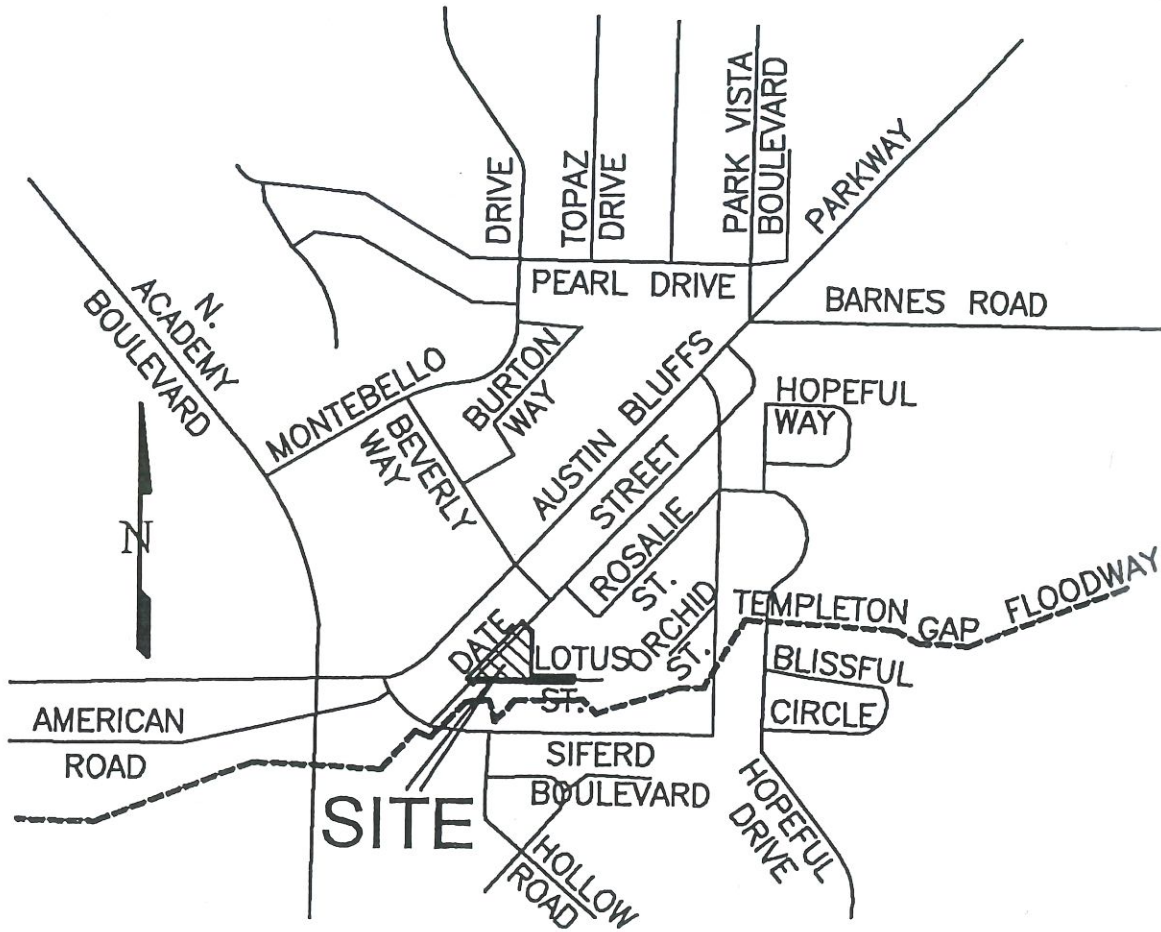 DRIVE
TOPAZ
DRIVE
PARK VISTA
BOULEVARD
PARKWAY
PEARL DRIVE
BARNES ROAD
N.
ACADEMY
BOULEVARD
MONTEBELLO
BURTON
WAY
BEVERLY
WAY
AUSTIN BLUFFS
HOPEFUL
WAY
STREET
ROSALIE
ST.
N
ORCHID
ST.
TEMPLETON
GAP
FLOODWAY
DATE
LOTUS
ST.
BLISSFUL
CIRCLE
AMERICAN
ROAD
SIFERD
BOULEVARD
SITE
HOPEFUL
DRIVE
HOLLOW
ROAD